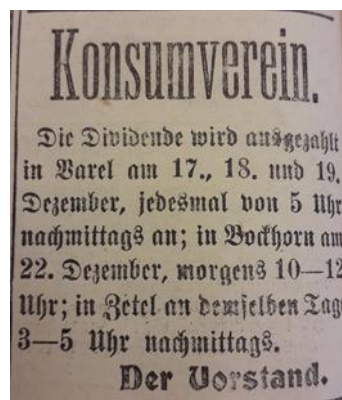 Konsumverein.
Die Dividende wird ausgezahlt
in Varel am 17., 18. und 19.
Dezember, jedesmal von 5 Uhr
nachmittags an; in Bockhorn am
22. Dezember, morgens 10—12
Uhr; in Zetel an demselben Tag
3—5 Uhr nachmittags.
Der Vorstand.